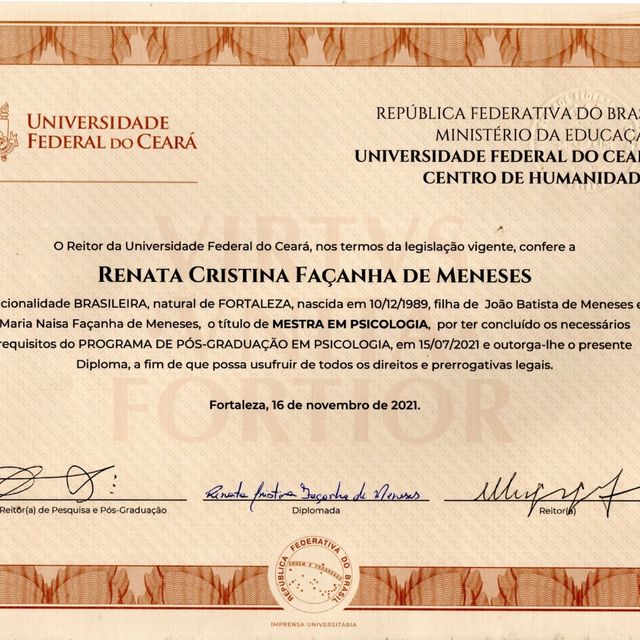 UNIVERSIDADE
FEDERAL DO CEARÁ
REPÚBLICA FEDERATIVA DO BRAS
MINISTÉRIO DA EDUCAÇÃ
UNIVERSIDADE FEDERAL DO CEAR
CENTRO DE HUMANIDAD
VIRTVS
O Reitor da Universidade Federal do Ceará, nos termos da legislação vigente, confere a
RENATA CRISTINA FAÇANHA DE MENESES
cionalidade BRASILEIRA, natural de FORTALEZA, nascida em 10/12/1989, filha de João Batista de Meneses e
Maria Naisa Façanha de Meneses, o título de MESTRA EM PSICOLOGIA, por ter concluído os necessários
requisitos do PROGRAMA DE PÓS-GRADUAÇÃO EM PSICOLOGIA, em 15/07/2021 e outorga-lhe o presente
Diploma, a fim de que possa usufruir de todos os direitos e prerrogativas legais.
FORTIOR
Fortaleza, 16 de novembro de 2021.
Renata Cristina Façanha de Meneses
Reitor(a) de Pesquisa e Pós-Graduação
Diplomada
Reitor(a)
REPÚBLICA FEDERATIVA DO BRASIL
ORDEM E PROGRESSO
IMPRENSA UNIVERSITÁRIA